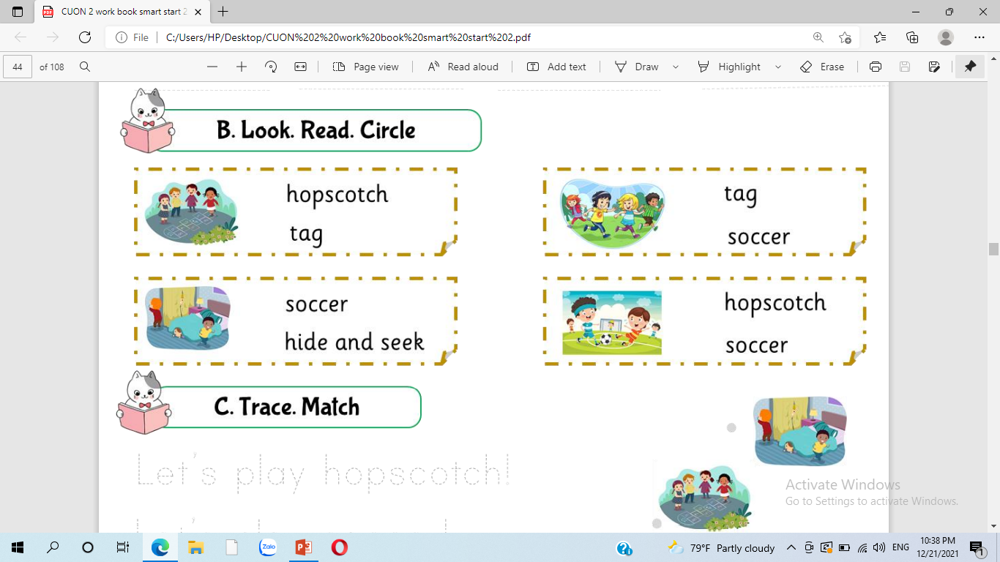 CUON 2 work book smart start 2
File C:/Users/HP/Desktop/CUON%202%20work%20book%20smart%20start%202.pdf
44 of 108 Page view Read aloud Add text Draw Highlight Erase
B. Look. Read. Circle
hopscotch
tag
tag
soccer
soccer
hide and seek
hopscotch
soccer
C. Trace. Match
Let's play hopscotch!
Activate Windows
Go to Settings to activate Windows.
Zalo
79°F Partly cloudy ENG 10:38 PM
12/21/2021
1